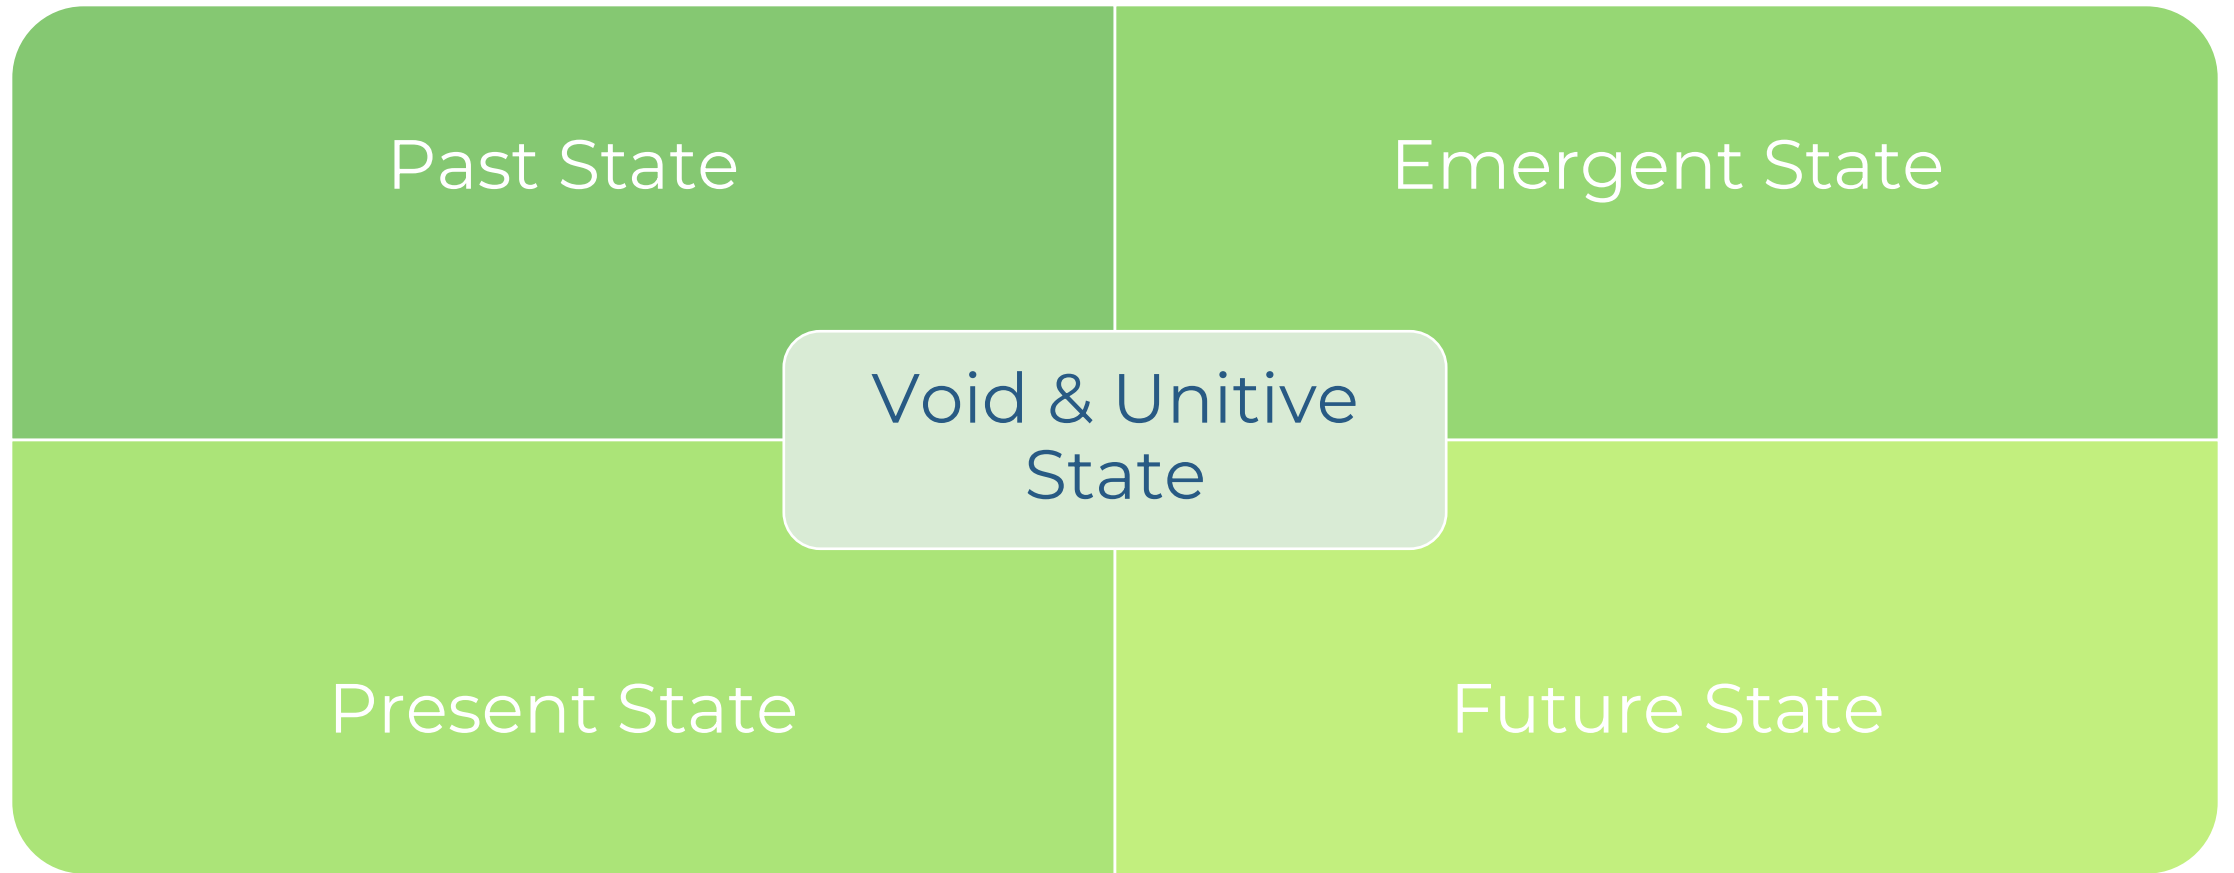 Past State
Emergent State
Void & Unitive
State
Present State
Future State